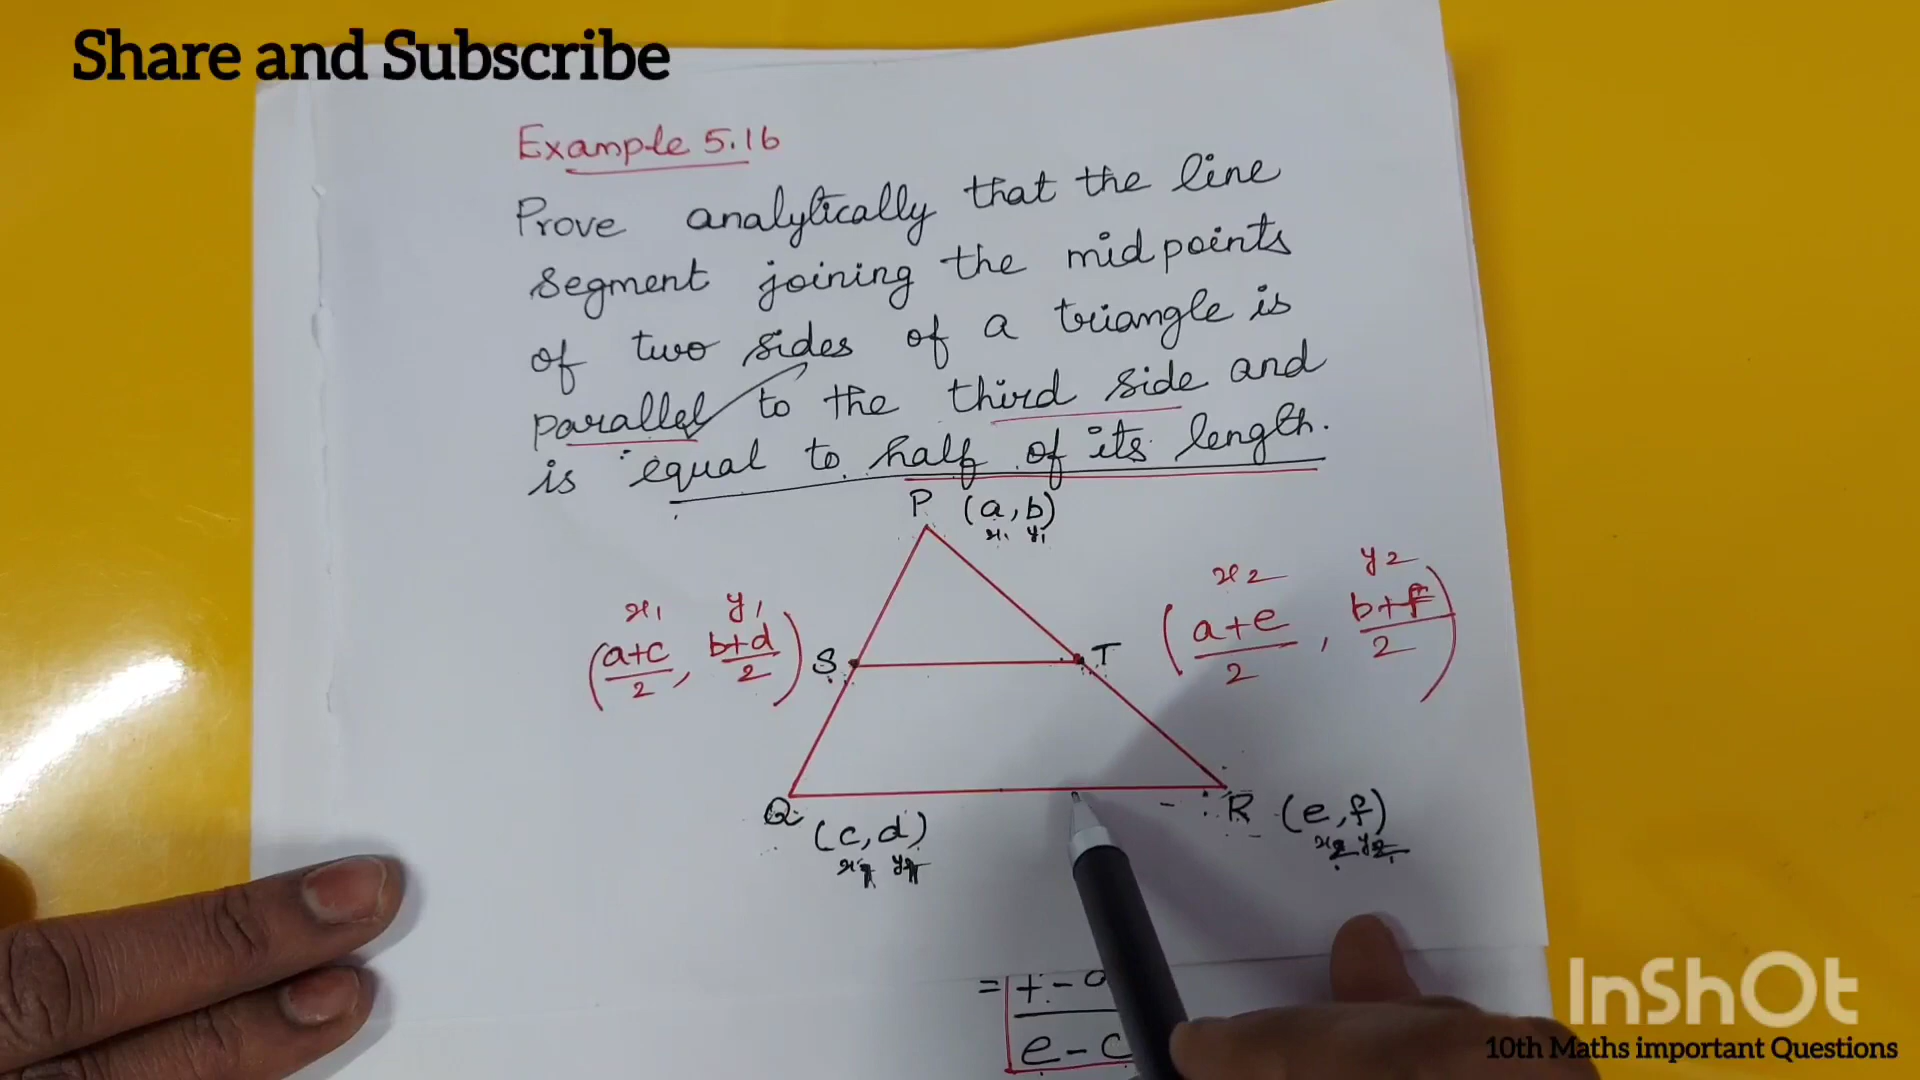 Share and Subscribe
Example 5.16
Prove analytically that the line
segment joining the midpoints
of two sides of a triangle is
parallel to the third side and
is equal to half of its length.
P (a, b)
x₁ y₁
x₁ y₁
(a+c/2, b+d/2) S
x₂ y₂
T (a+e/2, b+f/2)
Q (c, d)
R (e, f)
= f - d
e - c
InShOt
10th Maths important Questions